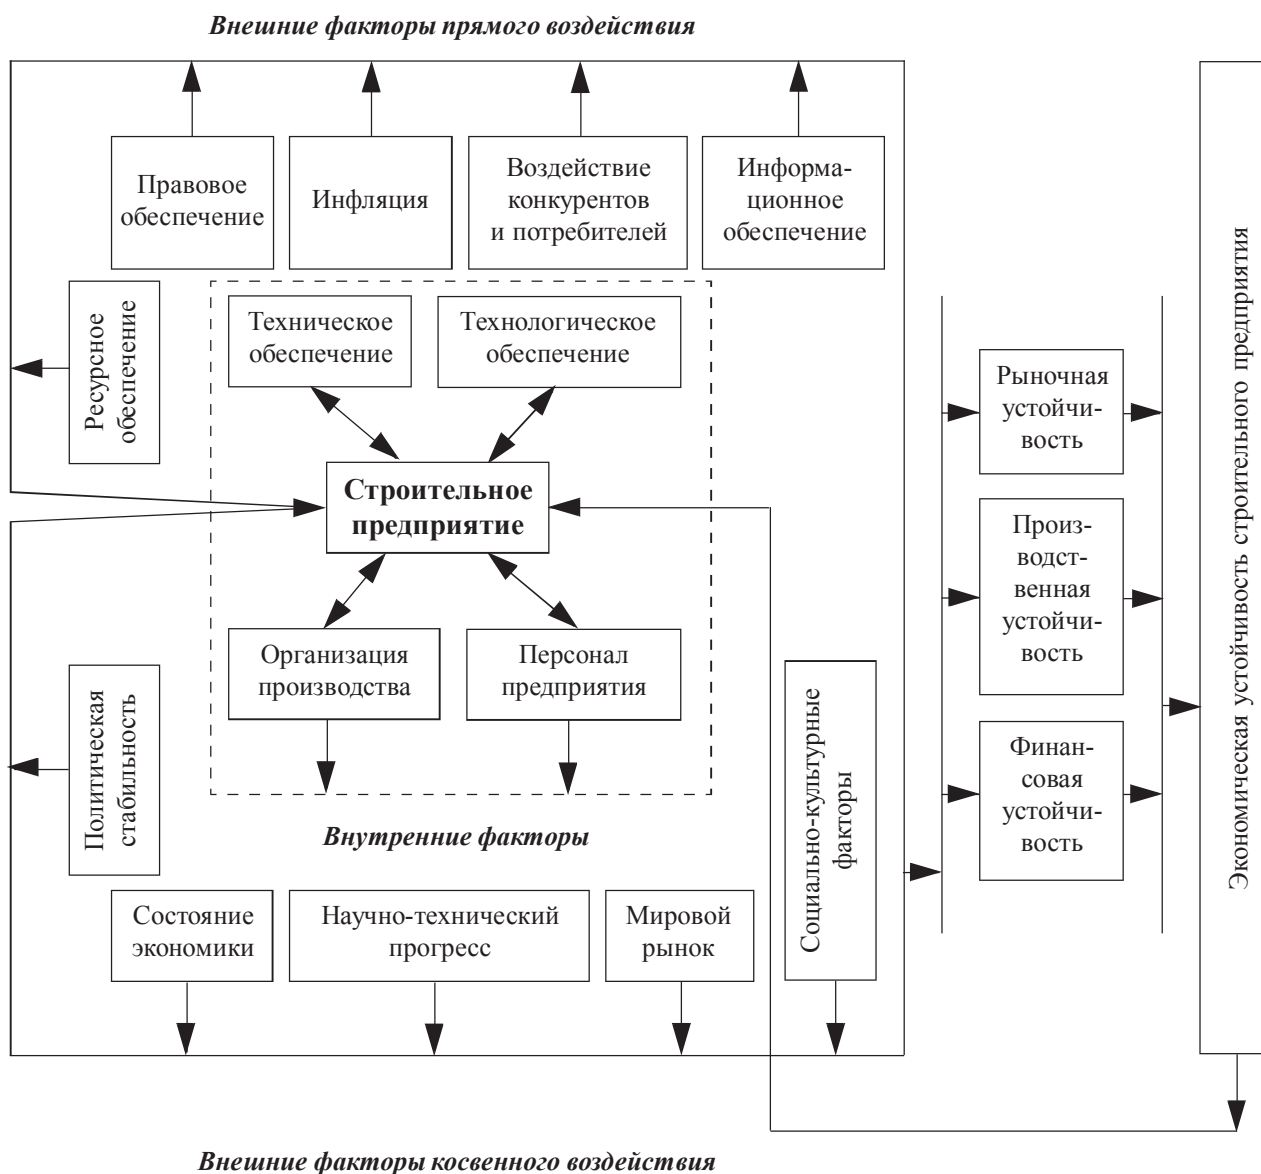 Внешние факторы прямого воздействия
Правовое
обеспечение
Инфляция
Воздействие
конкурентов
и потребителей
Информа-
ционное
обеспечение
Ресурсное
обеспечение
Техническое
обеспечение
Технологическое
обеспечение
Строительное
предприятие
Организация
производства
Персонал
предприятия
Внутренние факторы
Политическая
стабильность
Состояние
экономики
Научно-технический
прогресс
Мировой
рынок
Социально-культурные
факторы
Рыночная
устойчи-
вость
Произ-
водст-
венная
устойчи-
вость
Финан-
совая
устойчи-
вость
Экономическая устойчивость строительного предприятия
Внешние факторы косвенного воздействия